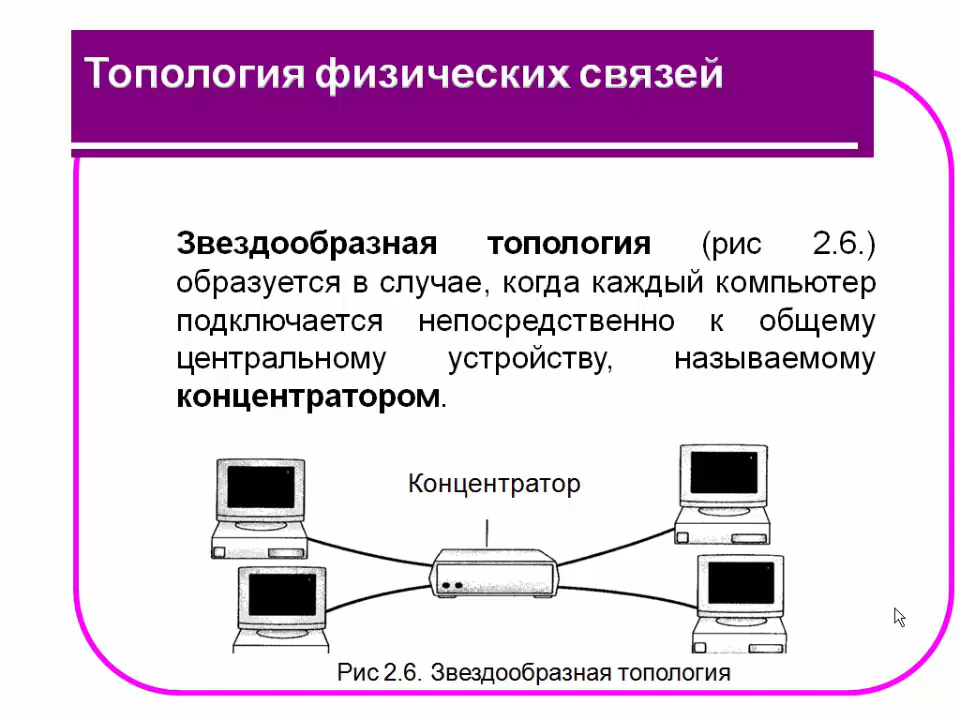 Топология физических связей
Звездообразная топология (рис 2.6.)
образуется в случае, когда каждый компьютер
подключается непосредственно к общему
центральному устройству, называемому
концентратором.
Концентратор
Рис 2.6. Звездообразная топология